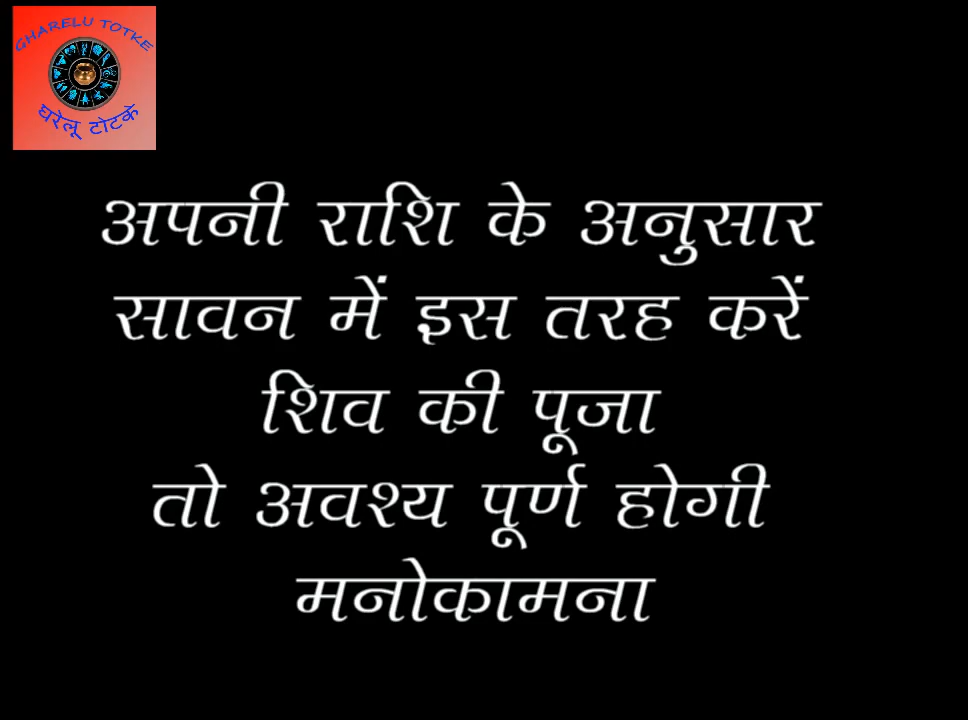 GHARELU TOTKE
घरेलू टोटके
अपनी राशि के अनुसार
सावन में इस तरह करें
शिव की पूजा
तो अवश्य पूर्ण होगी
मनोकामना